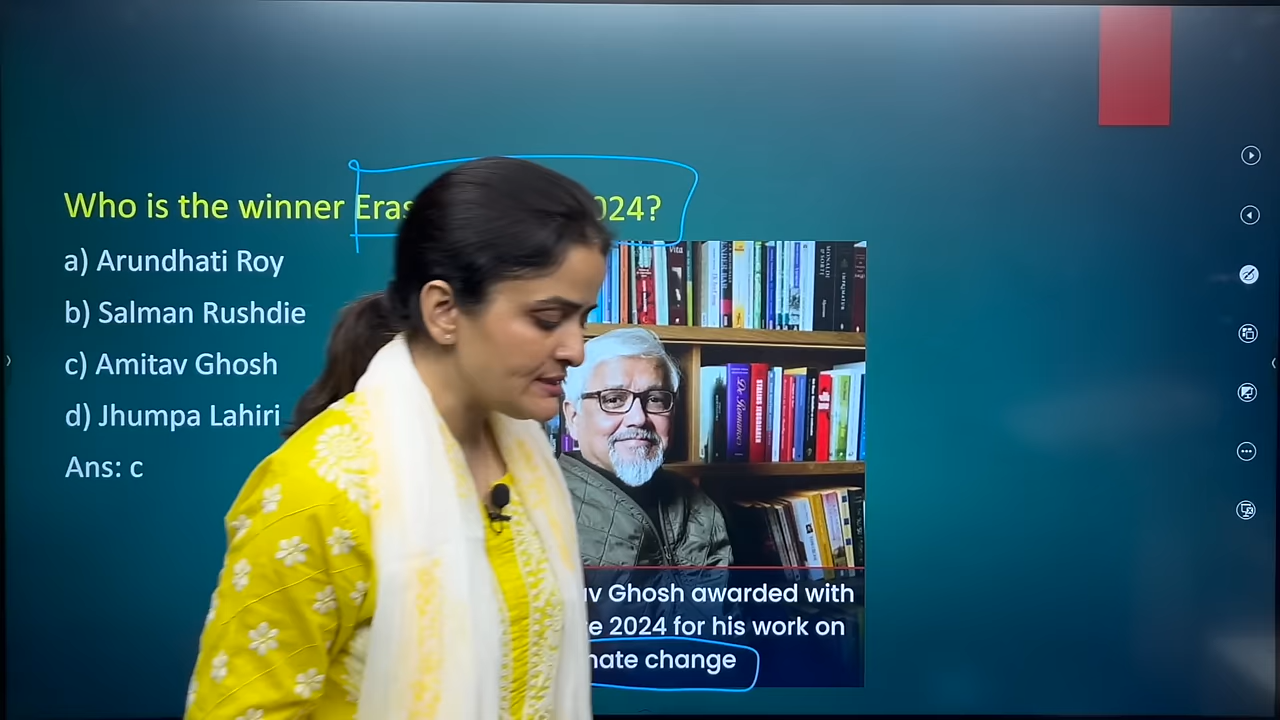 Who is the winner Eras 024?
a) Arundhati Roy
b) Salman Rushdie
c) Amitav Ghosh
d) Jhumpa Lahiri
Ans: c
av Ghosh awarded with
e 2024 for his work on
nate change